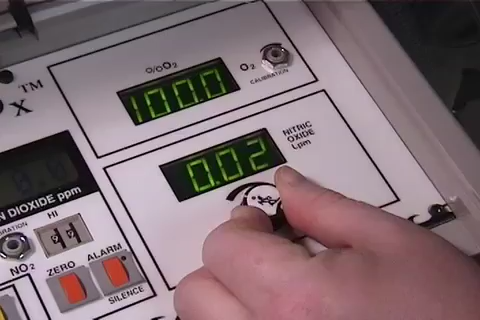 TM
x
%O2
100.0
O2
CALIBRATION
NITRIC
OXIDE
Lpm
0.02
N DIOXIDE ppm
HI
NO2
ZERO
ALARM
SILENCE